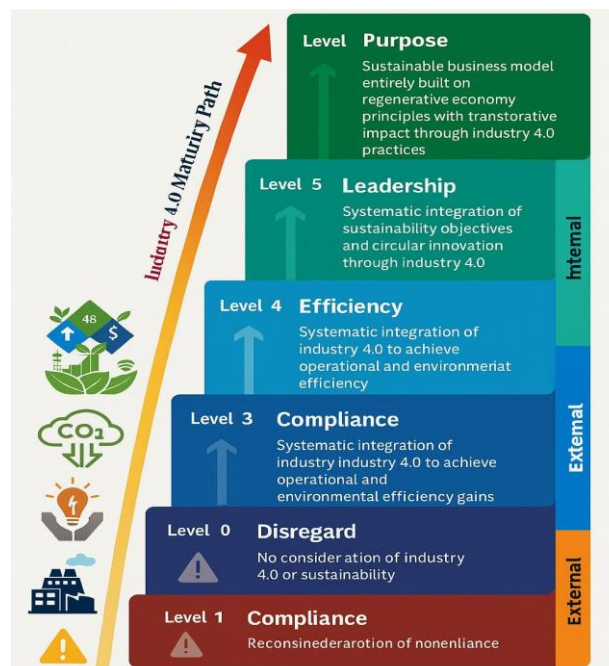 Level Purpose
Sustainable business model
entirely built on
regenerative economy
principles with transtorative
impact through industry 4.0
practices
Level 5 Leadership
Systematic integration of
sustainability objectives
and circular innovation
through industry 4.0
Level 4 Efficiency
Systematic integration of
industry 4.0 to achieve
operational and environmeriat
efficiency
Level 3 Compliance
Systematic integration of
industry industry 4.0 to achieve
operational and
environmental efficiency gains
Level 0 Disregard
No consider ation of industry
4.0 or sustainability
Level 1 Compliance
Reconsinederarotion of nonenliance
4.0 Maturiry Path
48
$
CO2
Intemal
Extemal
External